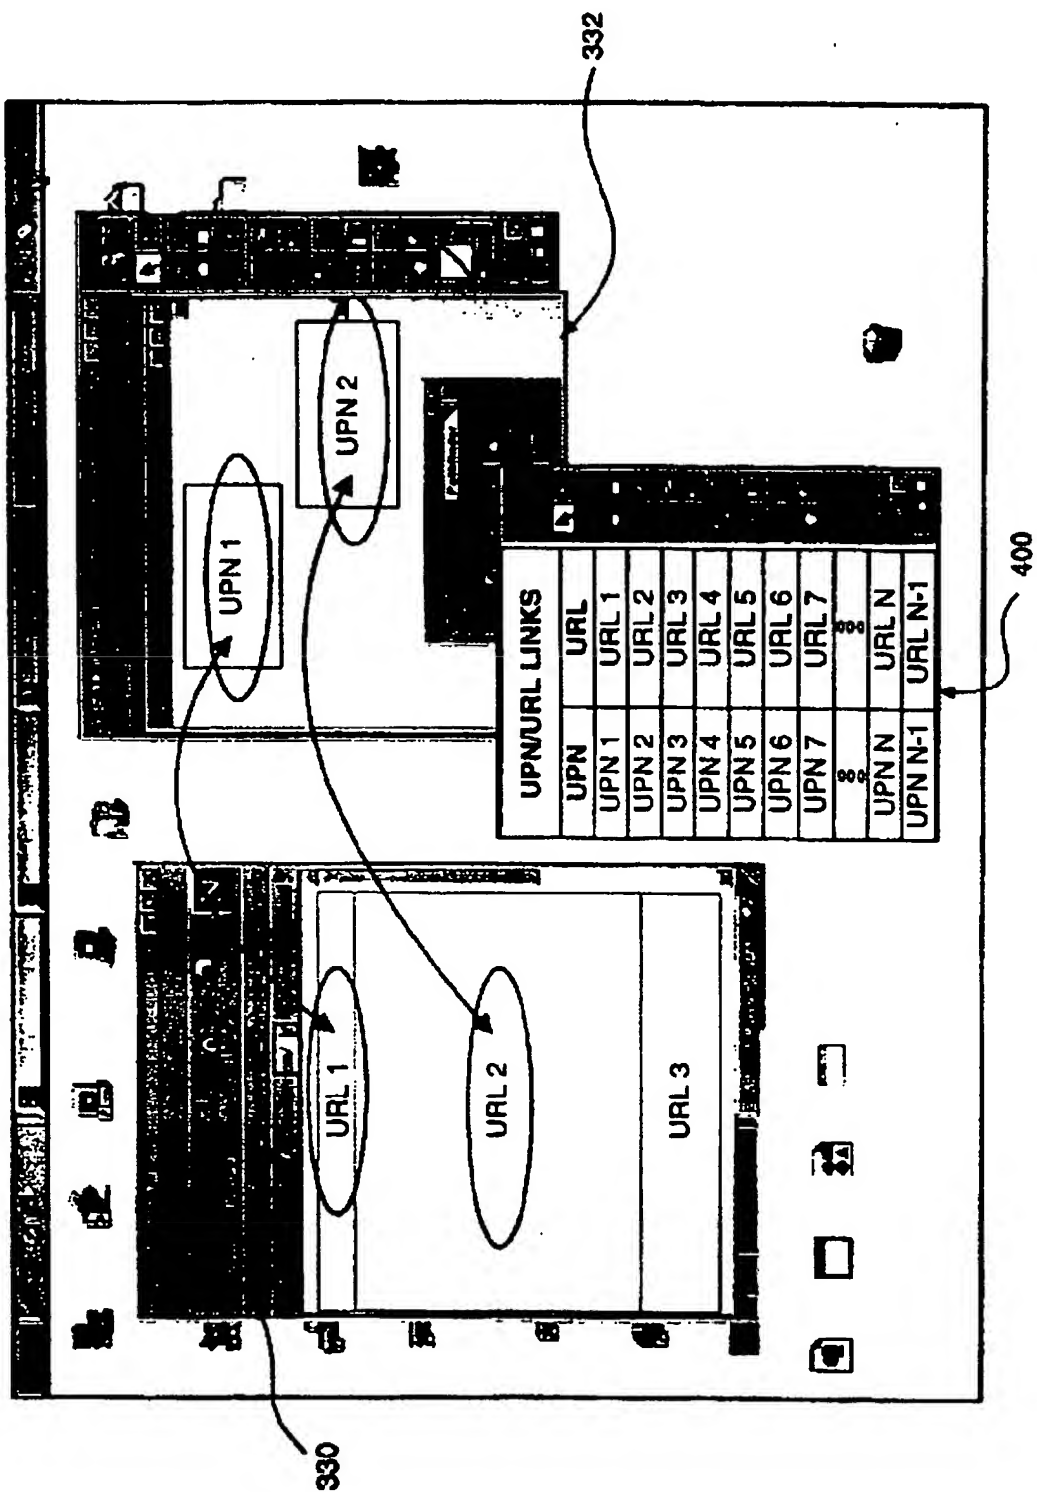 332
330
400
URL 1
URL 2
URL 3
UPN 1
UPN 2
UPN/URL LINKS
UPN URL
UPN 1 URL 1
UPN 2 URL 2
UPN 3 URL 3
UPN 4 URL 4
UPN 5 URL 5
UPN 6 URL 6
UPN 7 URL 7
UPN N URL N
UPN N-1 URL N-1